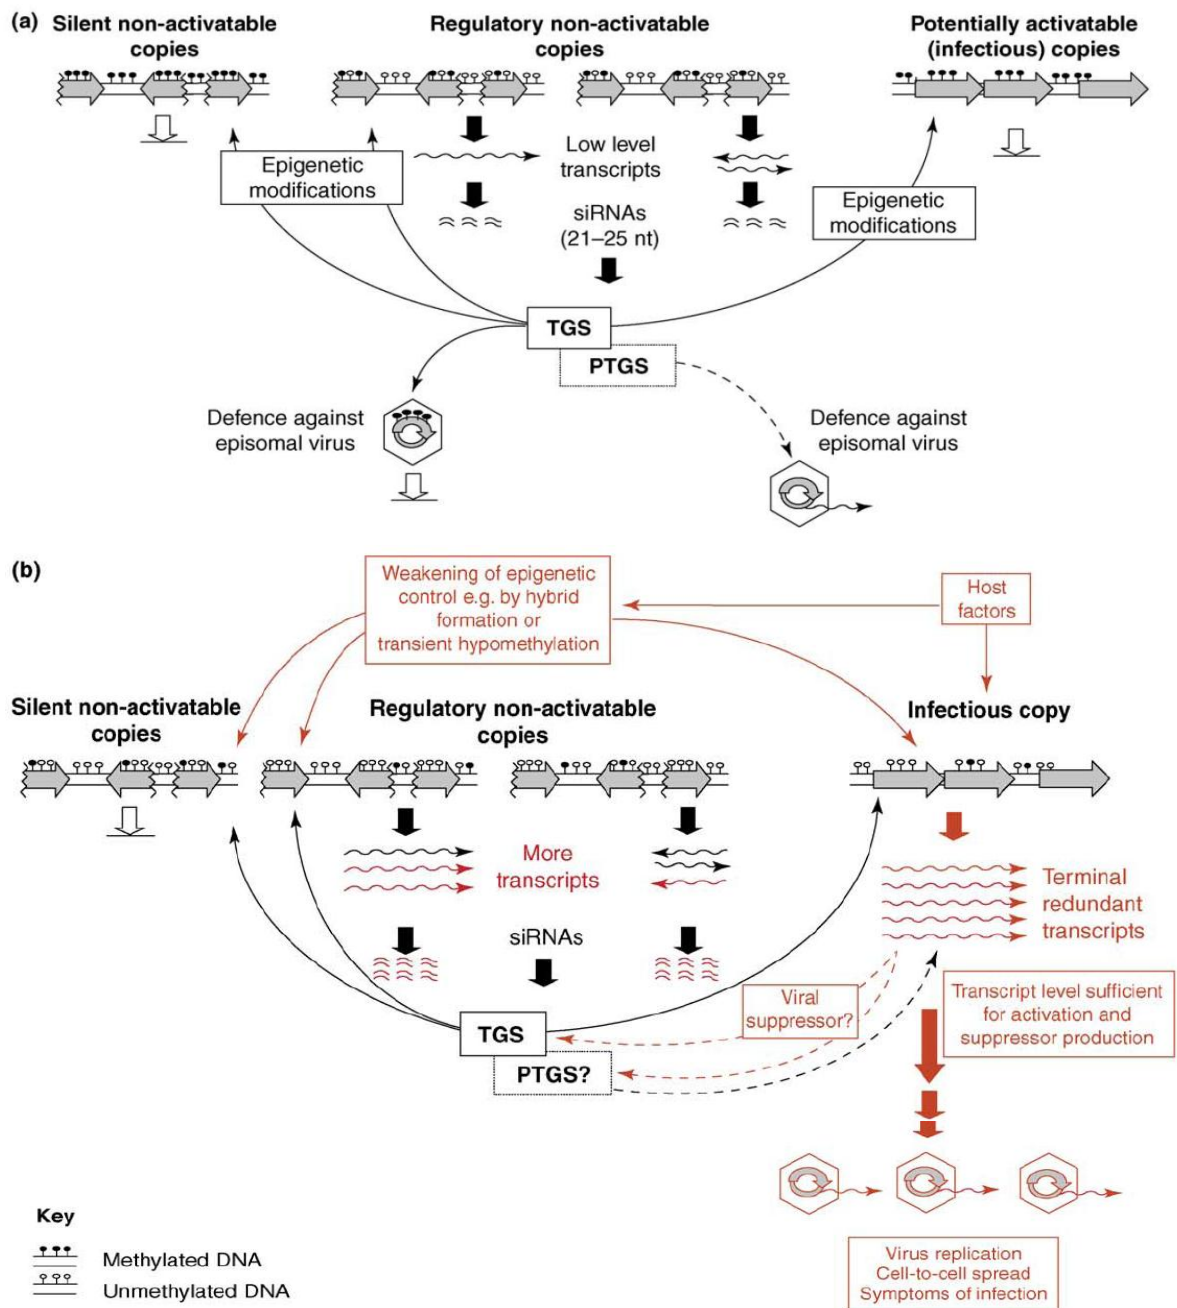 (a)
Silent non-activatable
copies
Regulatory non-activatable
copies
Potentially activatable
(infectious) copies
Epigenetic
modifications
Low level
transcripts
siRNAs
(21–25 nt)
Epigenetic
modifications
TGS
PTGS
Defence against
episomal virus
Defence against
episomal virus
(b)
Weakening of epigenetic
control e.g. by hybrid
formation or
transient hypomethylation
Host
factors
Silent non-activatable
copies
Regulatory non-activatable
copies
Infectious copy
More
transcripts
Terminal
redundant
transcripts
siRNAs
Viral
suppressor?
Transcript level sufficient
for activation and
suppressor production
TGS
PTGS?
Key
Methylated DNA
Unmethylated DNA
Virus replication
Cell-to-cell spread
Symptoms of infection